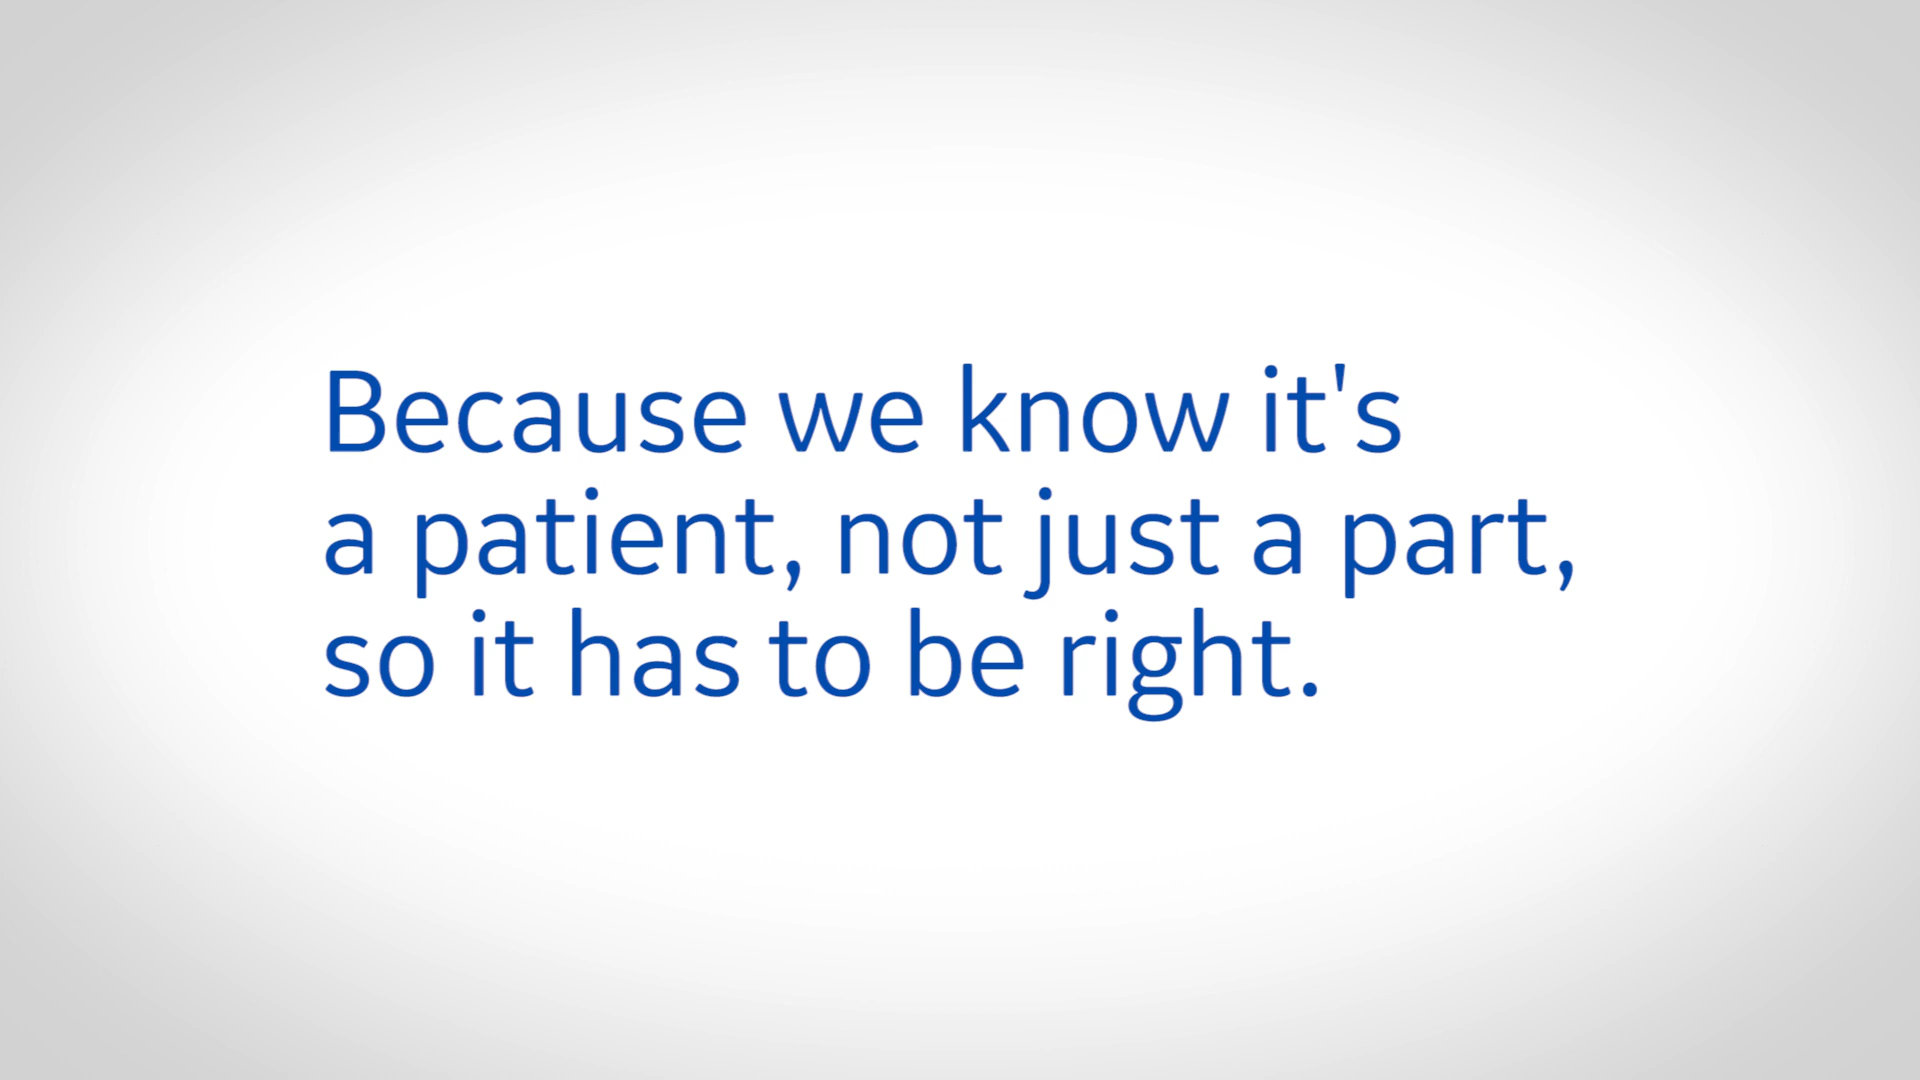 Because we know it's
a patient, not just a part,
so it has to be right.